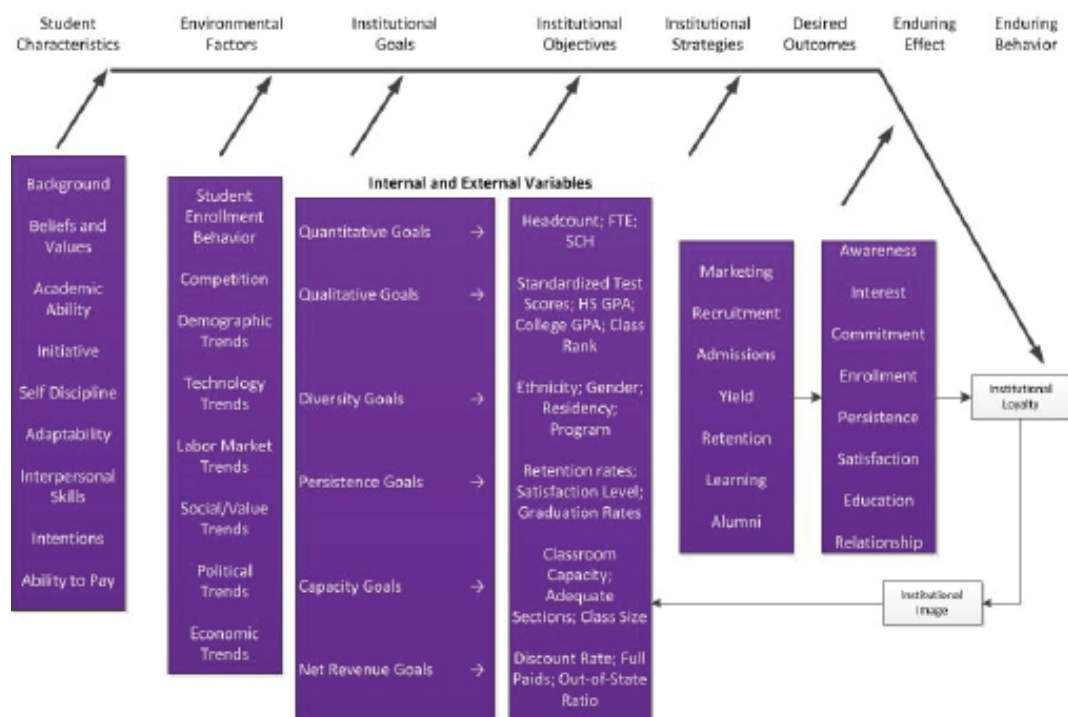 Student
Characteristics
Environmental
Factors
Institutional
Goals
Institutional
Objectives
Institutional
Strategies
Desired
Outcomes
Enduring
Effect
Enduring
Behavior
Background
Beliefs and
Values
Academic
Ability
Initiative
Self Discipline
Adaptability
Interpersonal
Skills
Intentions
Ability to Pay
Student
Enrollment
Behavior
Competition
Demographic
Trends
Technology
Trends
Labor Market
Trends
Social/Value
Trends
Political
Trends
Economic
Trends
Internal and External Variables
Quantitative Goals →
Qualitative Goals →
Diversity Goals →
Persistence Goals →
Capacity Goals →
Net Revenue Goals →
Headcount; FTE;
SCH
Standardized Test
Scores; HS GPA;
College GPA; Class
Rank
Ethnicity; Gender;
Residency;
Program
Retention rates;
Satisfaction Level;
Graduation Rates
Classroom
Capacity;
Adequate
Sections; Class Size
Discount Rate; Full
Paids; Out-of-State
Ratio
Marketing
Recruitment
Admissions
Yield
Retention
Learning
Alumni
Awareness
Interest
Commitment
Enrollment
Persistence
Satisfaction
Education
Relationship
Institutional
Loyalty
Institutional
Image